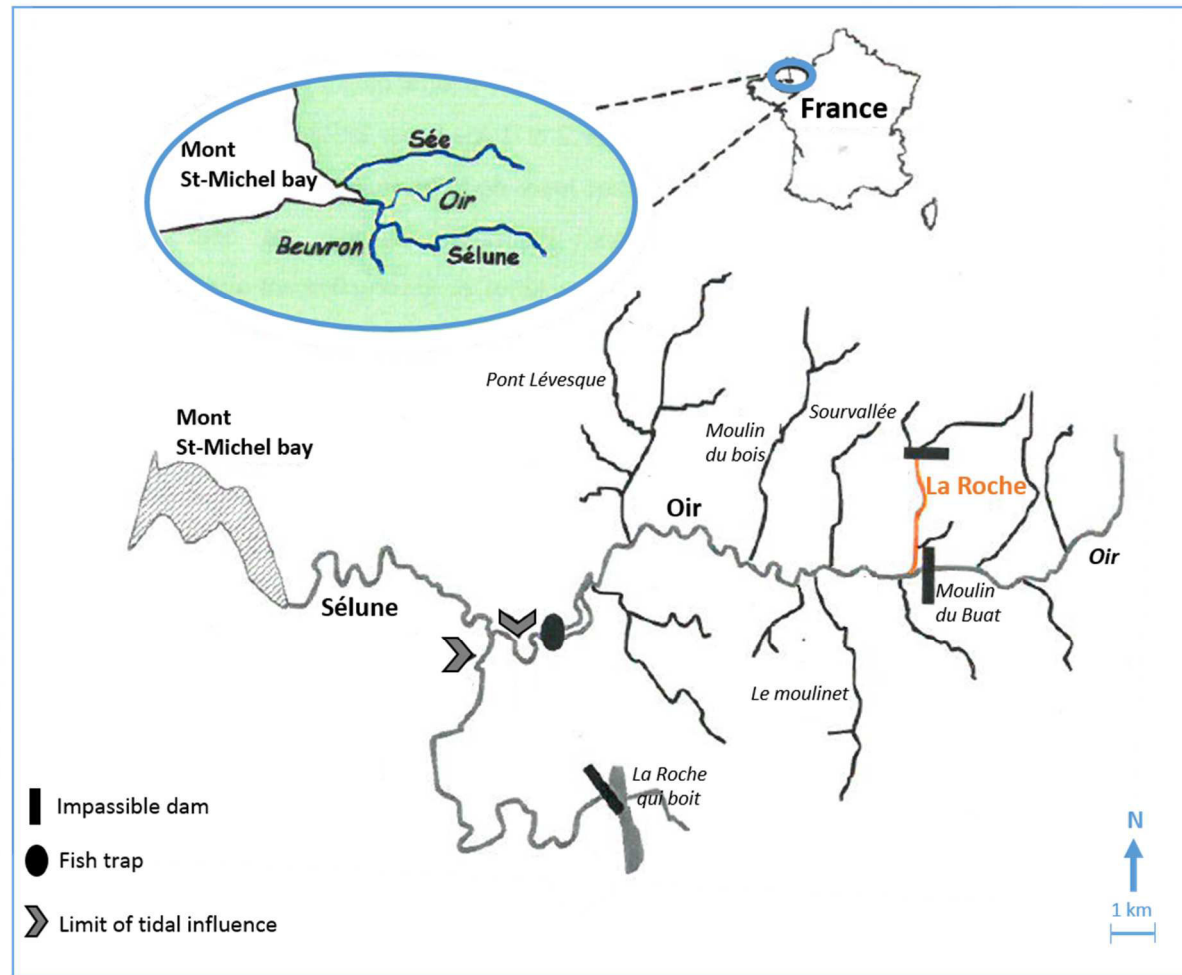 France
Mont
St-Michel bay
Sée
Oir
Beuvron
Sélune
Pont Lévesque
Moulin
du bois
Sourvallée
Mont
St-Michel bay
La Roche
Oir
Oir
Sélune
Moulin
du Buat
Le moulinet
La Roche
qui boit
Impassible dam
Fish trap
Limit of tidal influence
N
1 km